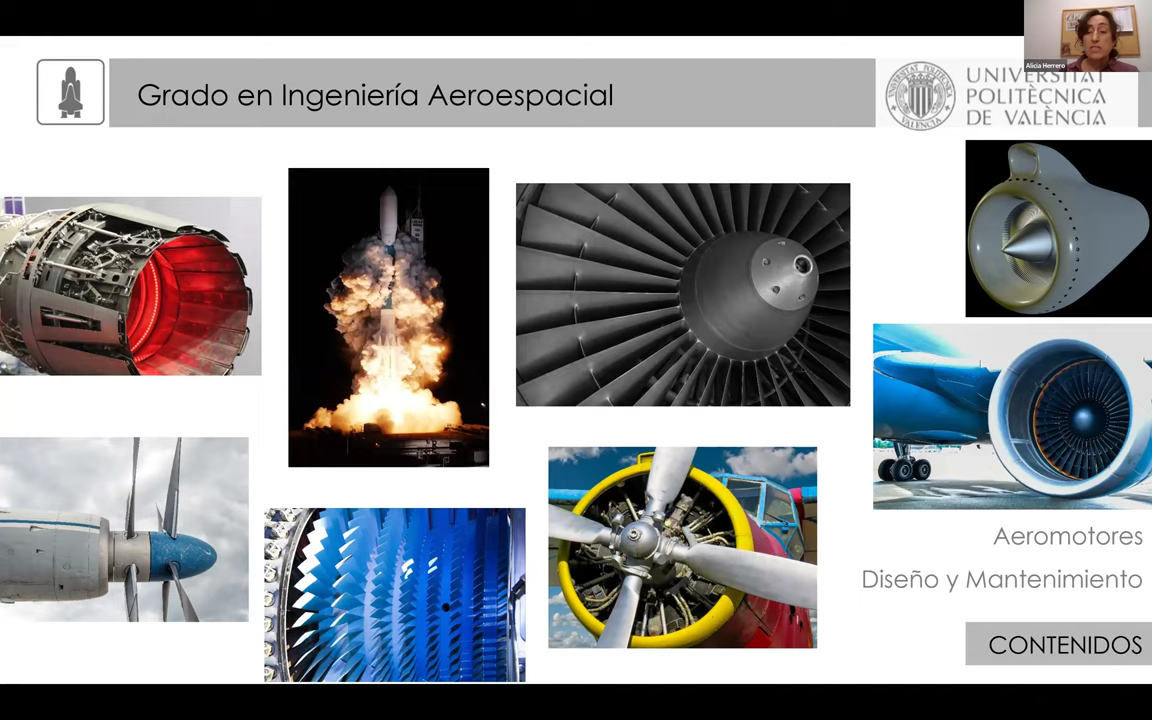 Alicia Herrero
Grado en Ingeniería Aeroespacial
UNIVERSITAT
POLITÈCNICA
DE VALÈNCIA
Aeromotores
Diseño y Mantenimiento
CONTENIDOS